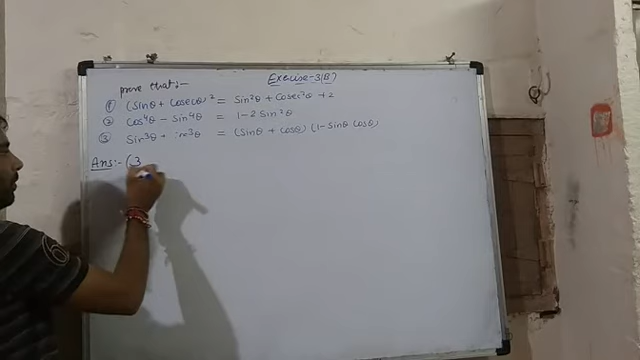 Exercise-3(B)
prove that:-
① (Sinθ + Cosecθ)² = Sin²θ + Cosec²θ + 2
② Cos⁴θ - Sin⁴θ = 1-2 Sin²θ
③ Sin³θ + cos³θ = (Sinθ + cosθ) (1-Sinθ Cosθ)
Ans:- (3